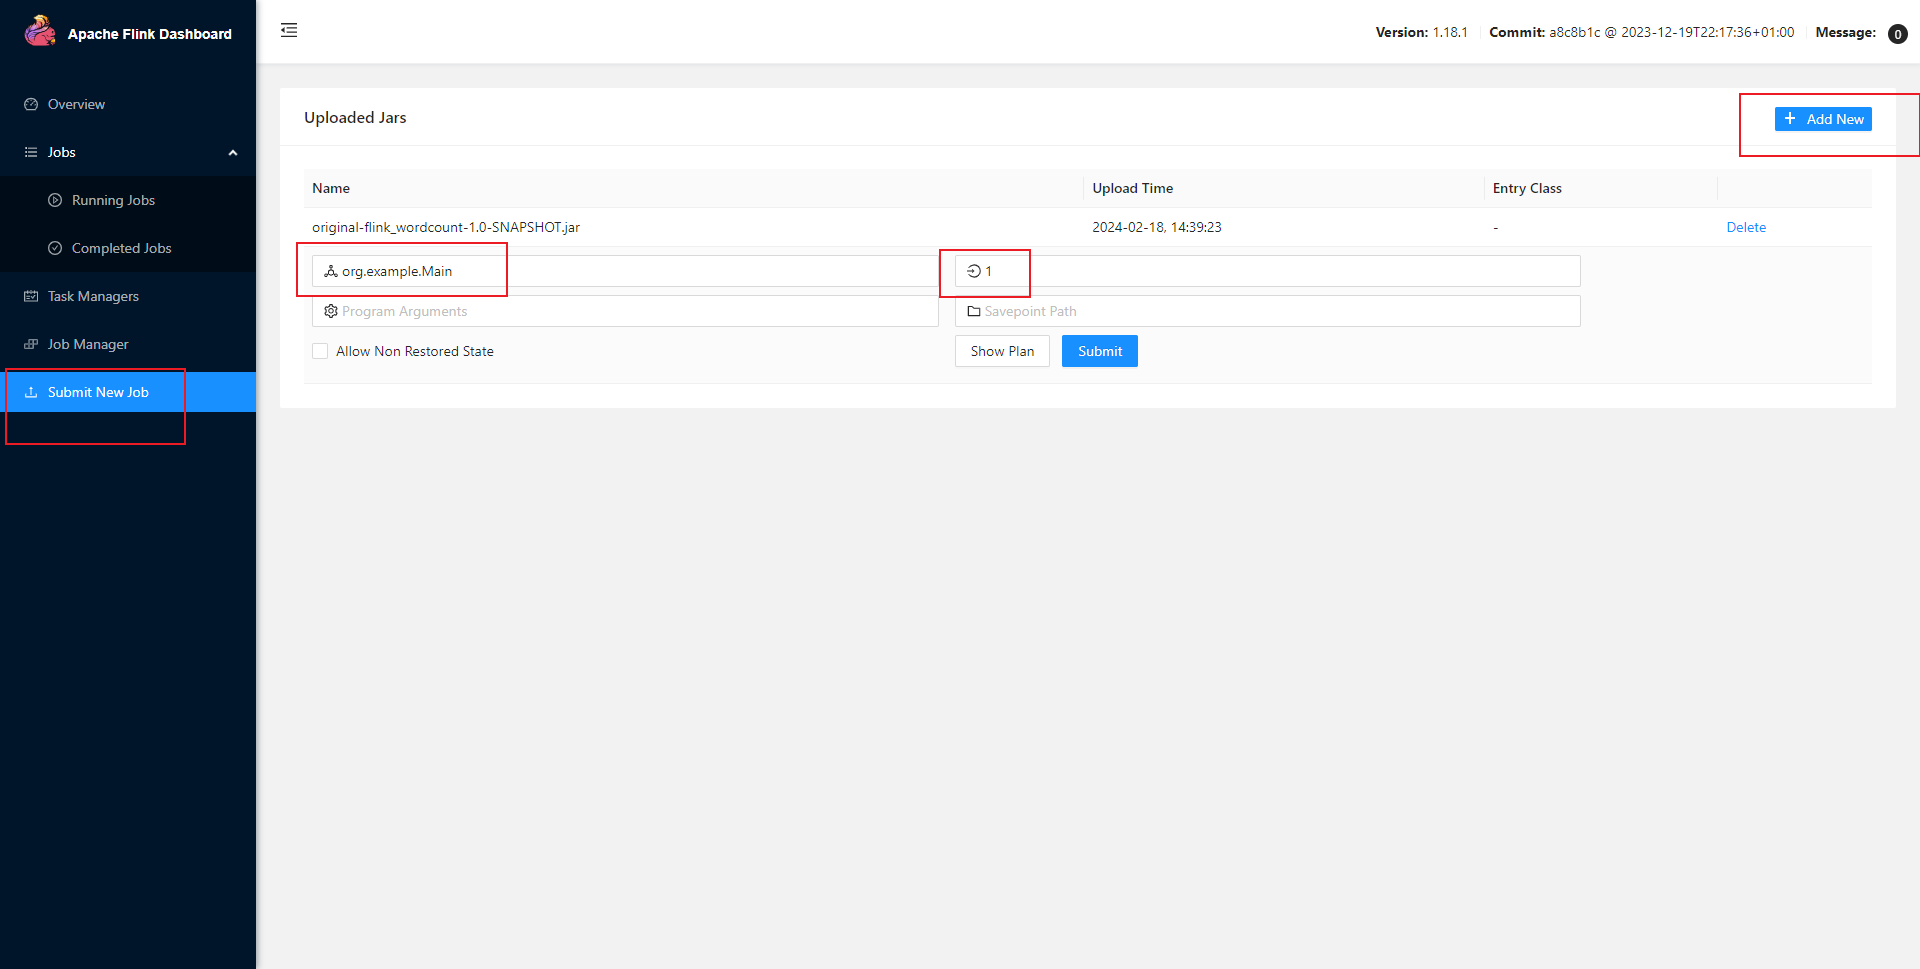 Apache Flink Dashboard
Version: 1.18.1 Commit: a8c8b1c @ 2023-12-19T22:17:36+01:00 Message: 0
Overview
Jobs
Running Jobs
Completed Jobs
Task Managers
Job Manager
Submit New Job
Uploaded Jars
+ Add New
Name Upload Time Entry Class
original-flink_wordcount-1.0-SNAPSHOT.jar 2024-02-18, 14:39:23 - Delete
org.example.Main 1
Program Arguments Savepoint Path
Allow Non Restored State Show Plan Submit